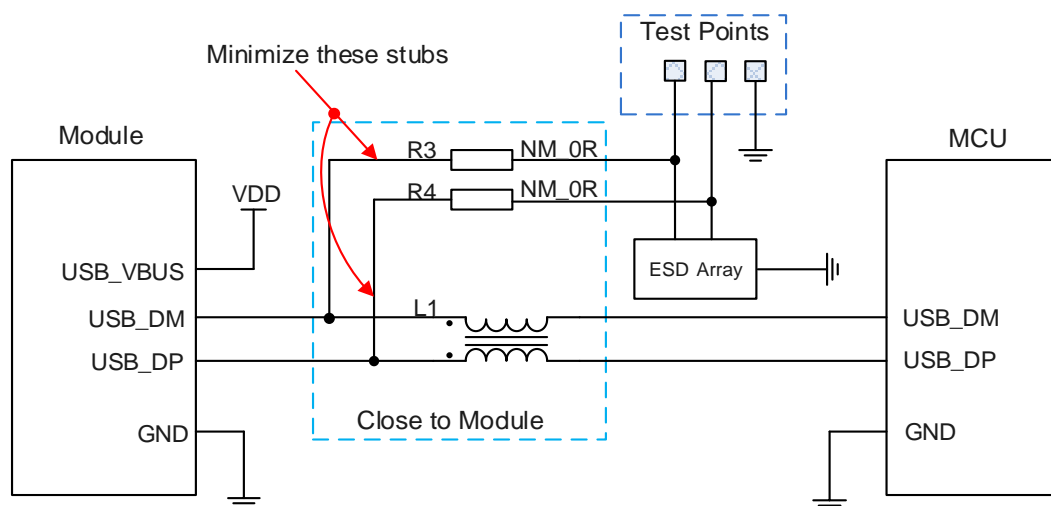 Test Points
Minimize these stubs
Module
MCU
R3
NM_0R
VDD
R4
NM_0R
USB_VBUS
ESD Array
USB_DM
L1
USB_DM
USB_DP
USB_DP
Close to Module
GND
GND